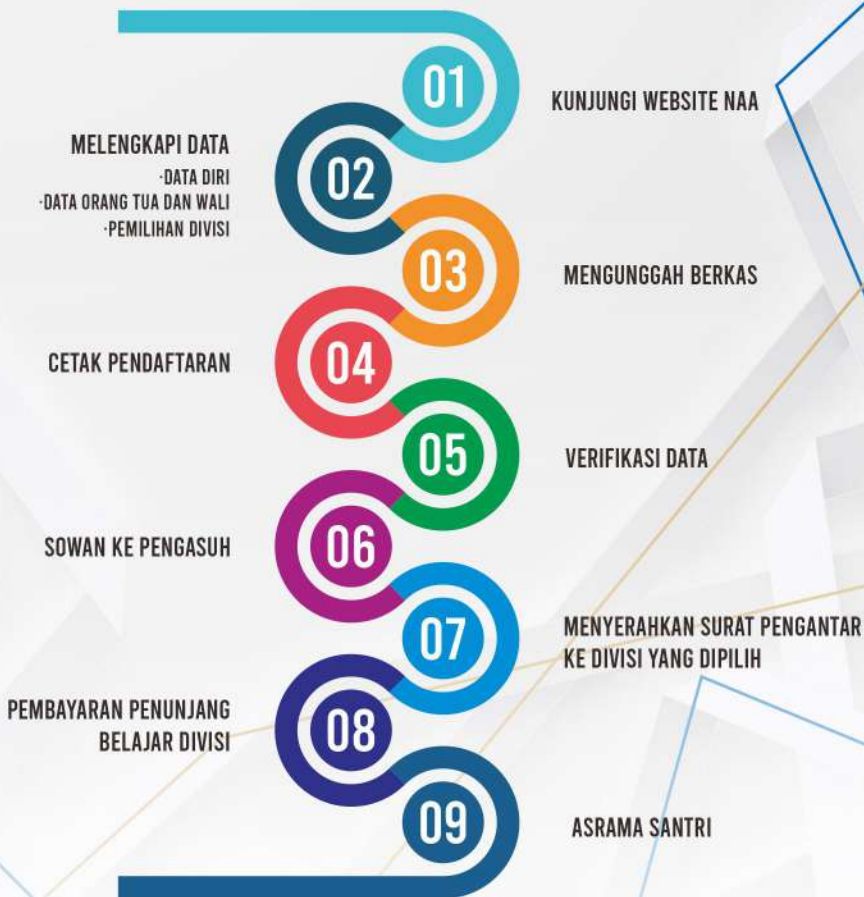 01
KUNJUNGI WEBSITE NAA
02
MELENGKAPI DATA
·DATA DIRI
·DATA ORANG TUA DAN WALI
·PEMILIHAN DIVISI
03
MENGUNGGAH BERKAS
04
CETAK PENDAFTARAN
05
VERIFIKASI DATA
06
SOWAN KE PENGASUH
07
MENYERAHKAN SURAT PENGANTAR
KE DIVISI YANG DIPILIH
08
PEMBAYARAN PENUNJANG
BELAJAR DIVISI
09
ASRAMA SANTRI